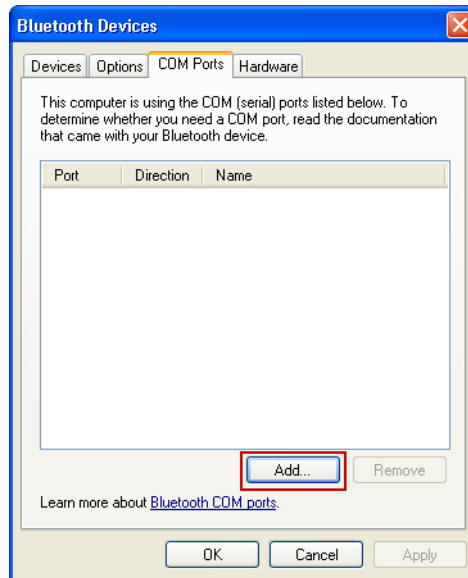 Bluetooth Devices
Devices Options COM Ports Hardware
This computer is using the COM (serial) ports listed below. To
determine whether you need a COM port, read the documentation
that came with your Bluetooth device.
Port Direction Name
Add... Remove
Learn more about Bluetooth COM ports.
OK Cancel Apply